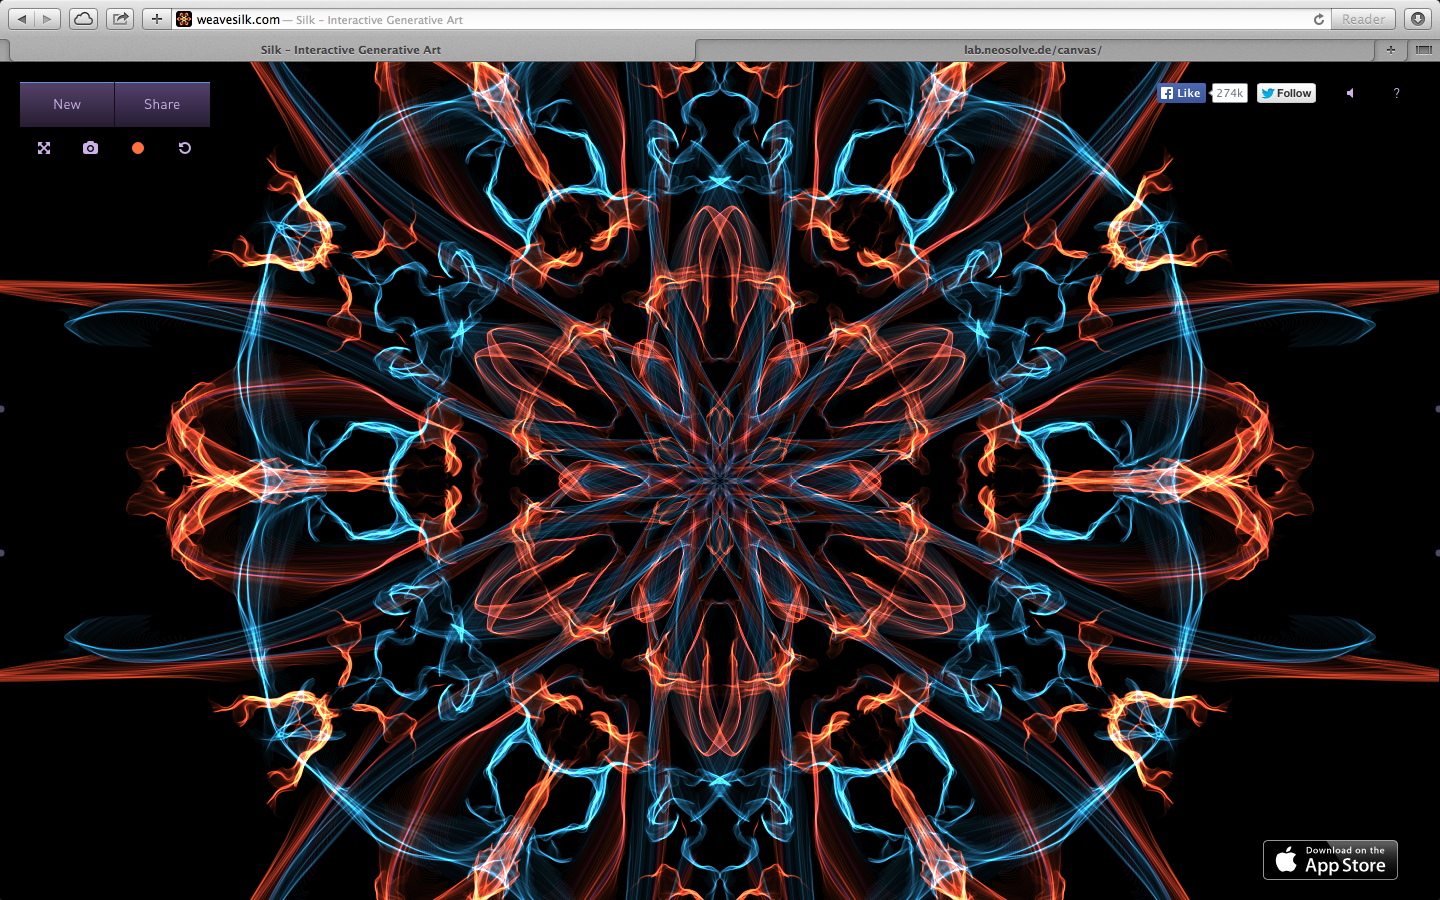 weavesilk.com — Silk – Interactive Generative Art
Reader
Silk – Interactive Generative Art
lab.neosolve.de/canvas/
New
Share
Like
274k
Follow
?
Download on the
App Store